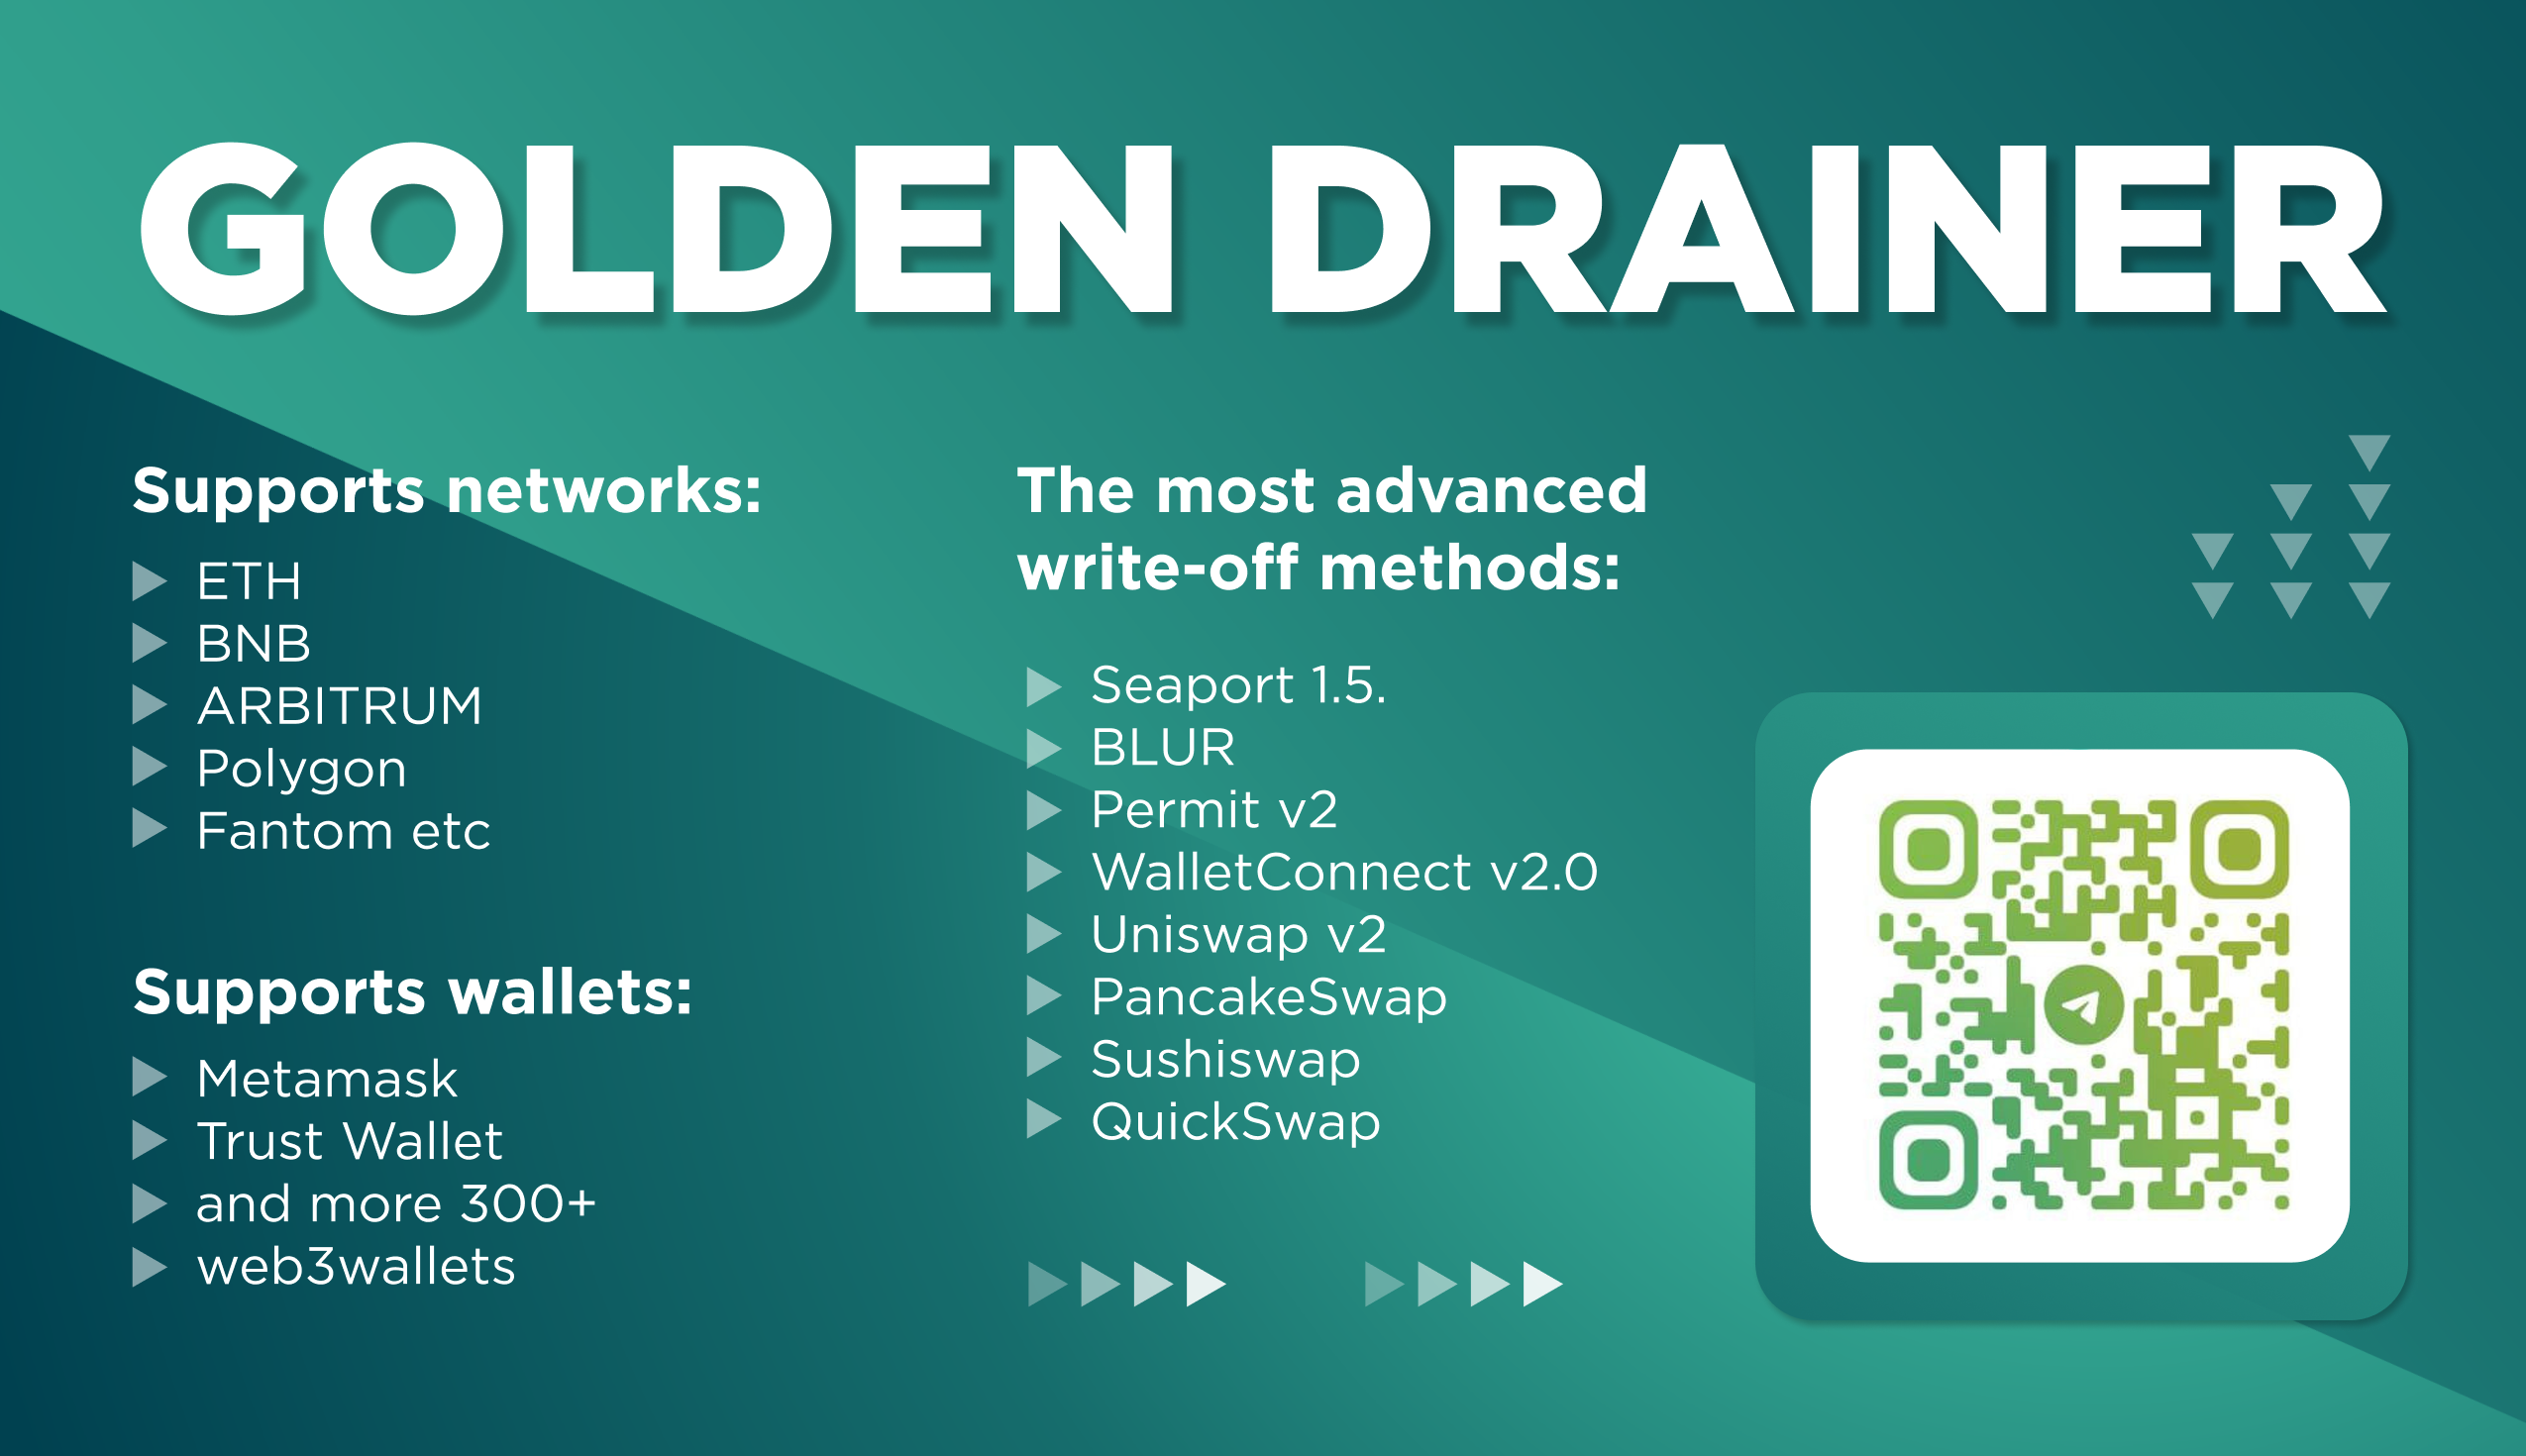 GOLDEN DRAINER
Supports networks:
ETH
BNB
ARBITRUM
Polygon
Fantom etc
Supports wallets:
Metamask
Trust Wallet
and more 300+
web3wallets
The most advanced
write-off methods:
Seaport 1.5.
BLUR
Permit v2
WalletConnect v2.0
Uniswap v2
PancakeSwap
Sushiswap
QuickSwap